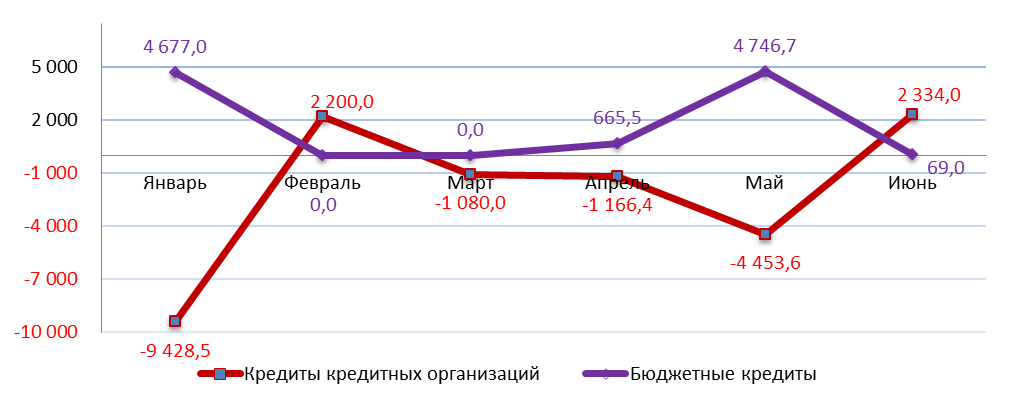 4 677,0
4 746,7
5 000
2 200,0
2 334,0
2 000
0,0
665,5
-1 000
Январь
Февраль
Март
Апрель
Май
Июнь
69,0
0,0
-1 080,0
-1 166,4
-4 000
-4 453,6
-7 000
-10 000
-9 428,5
Кредиты кредитных организаций
Бюджетные кредиты